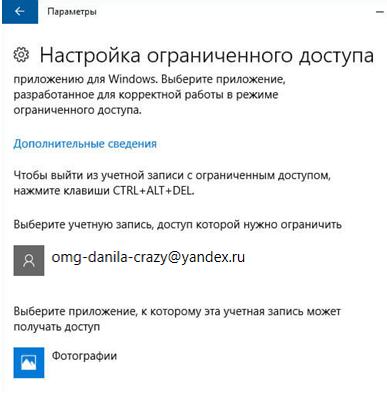 Параметры
Настройка ограниченного доступа
приложению для Windows. Выберите приложение,
разработанное для корректной работы в режиме
ограниченного доступа.
Дополнительные сведения
Чтобы выйти из учетной записи с ограниченным доступом,
нажмите клавиши CTRL+ALT+DEL.
Выберите учетную запись, доступ которой нужно ограничить
omg-danila-crazy@yandex.ru
Выберите приложение, к которому эта учетная запись может
получать доступ
Фотографии